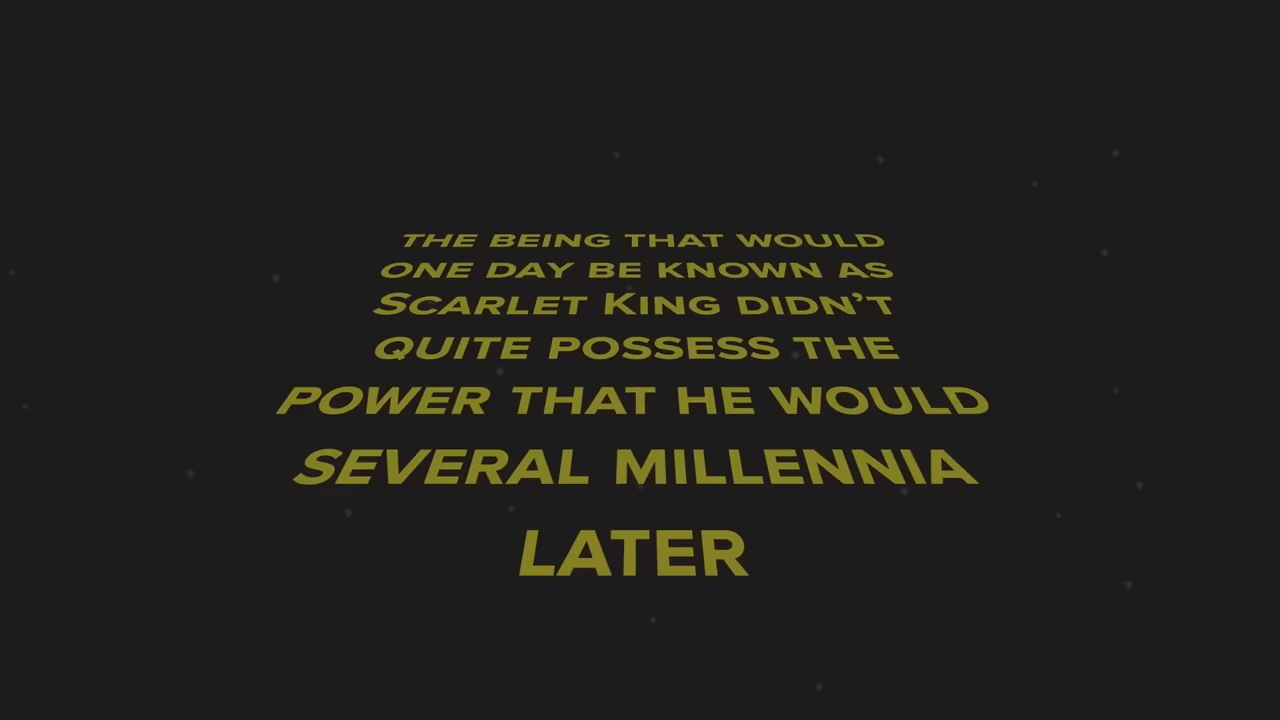 THE BEING THAT WOULD
ONE DAY BE KNOWN AS
SCARLET KING DIDN'T
QUITE POSSESS THE
POWER THAT HE WOULD
SEVERAL MILLENNIA
LATER